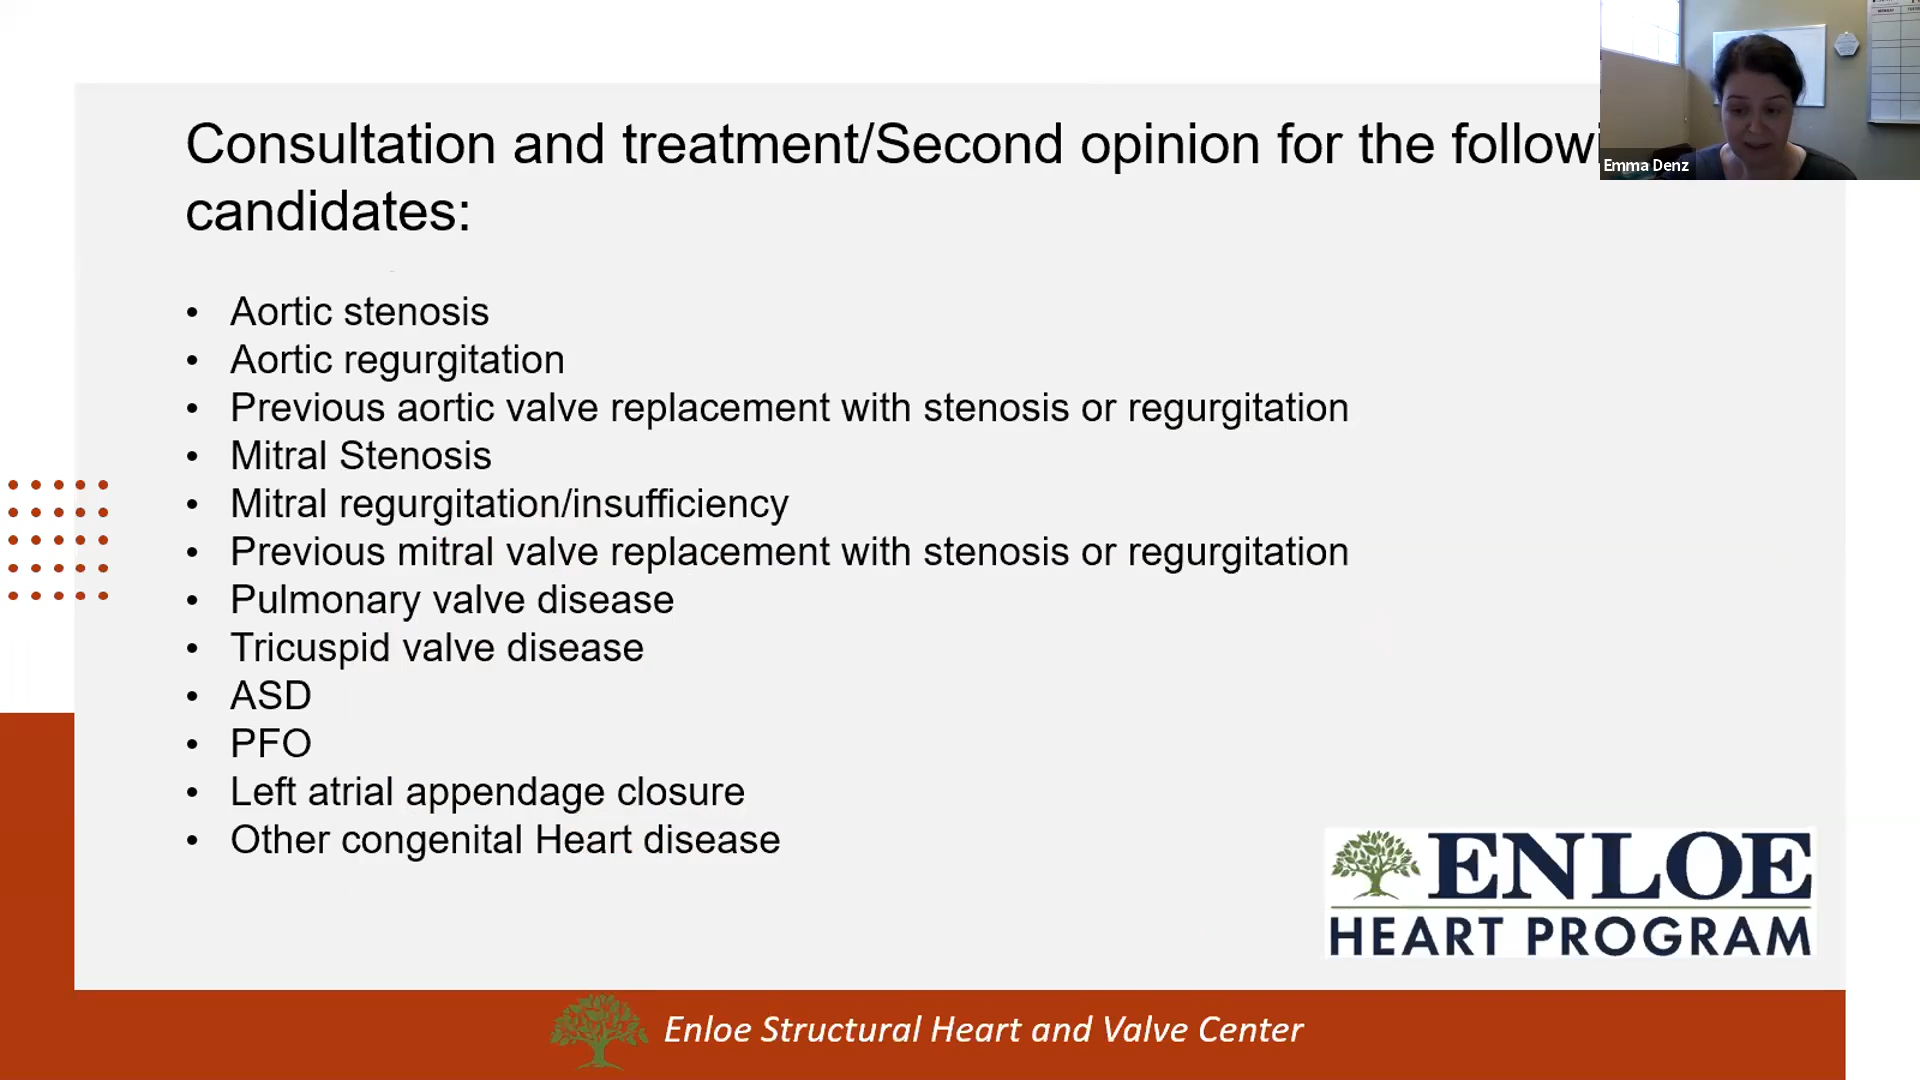 Consultation and treatment/Second opinion for the followi
candidates:
Emma Denz
• Aortic stenosis
• Aortic regurgitation
• Previous aortic valve replacement with stenosis or regurgitation
• Mitral Stenosis
• Mitral regurgitation/insufficiency
• Previous mitral valve replacement with stenosis or regurgitation
• Pulmonary valve disease
• Tricuspid valve disease
• ASD
• PFO
• Left atrial appendage closure
• Other congenital Heart disease
ENLOE
HEART PROGRAM
Enloe Structural Heart and Valve Center